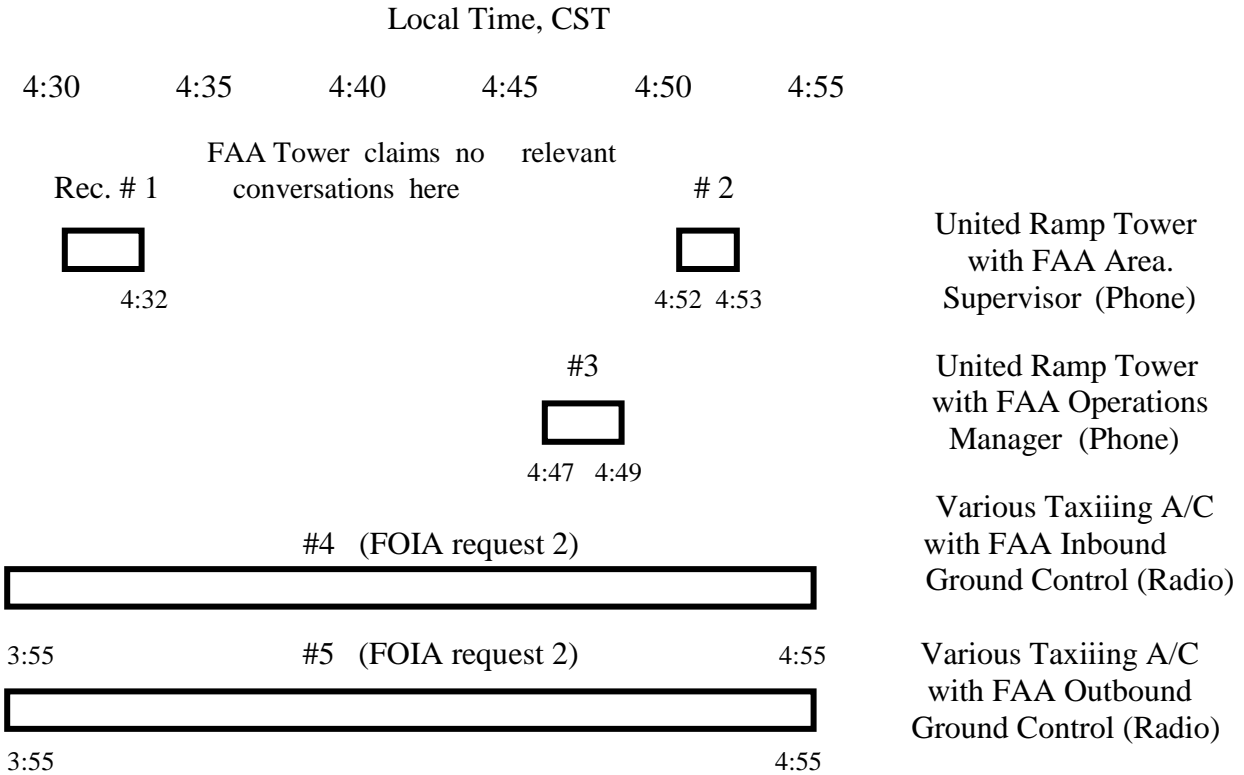 Local Time, CST
4:30 4:35 4:40 4:45 4:50 4:55
FAA Tower claims no relevant
Rec. # 1 conversations here # 2
United Ramp Tower
with FAA Area.
4:32 4:52 4:53 Supervisor (Phone)
#3 United Ramp Tower
with FAA Operations
Manager (Phone)
4:47 4:49
Various Taxiiing A/C
#4 (FOIA request 2) with FAA Inbound
Ground Control (Radio)
3:55 #5 (FOIA request 2) 4:55 Various Taxiiing A/C
with FAA Outbound
Ground Control (Radio)
3:55 4:55